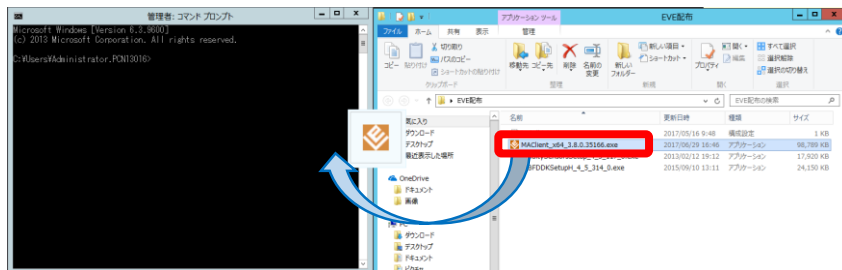 管理者: コマンド プロンプト
Microsoft Windows [Version 6.3.9600]
(c) 2013 Microsoft Corporation. All rights reserved.
C:¥Users¥Administrator.PCN13016>
アプリケーション ツール
EVE配布
ファイル ホーム 共有 表示 管理
コピー
貼り付け
切り取り
パスのコピー
ショートカットの貼り付け
移動先
コピー先
削除
名前の
変更
新しい
フォルダー
新しい項目
ショートカット
プロパティ
開く
編集
すべて選択
選択解除
選択の切り替え
クリップボード
整理
新規
開く
選択
EVE配布
EVE配布の検索
名前 更新日時 種類 サイズ
2017/05/16 9:48 構成設定 1 KB
MAClient_x64_3.8.0.35166.exe 2017/06/29 18:46 アプリケーション 98,789 KB
2013/02/12 19:12 アプリケーション 17,920 KB
SFDDKSetupH_4_5_314_0.exe 2015/09/10 13:11 アプリケーション 24,150 KB
気に入り
ダウンロード
デスクトップ
最近表示した場所
OneDrive
ドキュメント
画像
PC
ダウンロード
デスクトップ
ドキュメント
ピクチャ